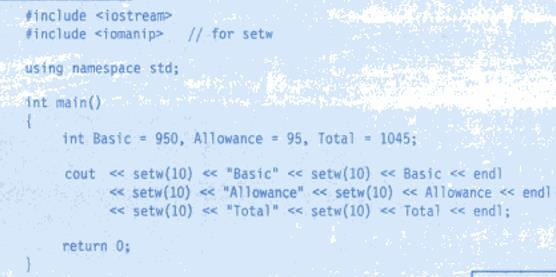 #include <iostream>
#include <iomanip>   // for setw
using namespace std;
int main()
{
int Basic = 950, Allowance = 95, Total = 1045;
cout << setw(10) << "Basic" << setw(10) << Basic << endl
<< setw(10) << "Allowance" << setw(10) << Allowance << endl
<< setw(10) << "Total" << setw(10) << Total << endl;
return 0;
}